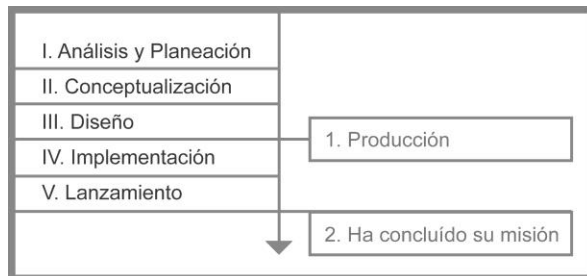 I. Análisis y Planeación
II. Conceptualización
III. Diseño
1. Producción
IV. Implementación
V. Lanzamiento
2. Ha concluído su misión